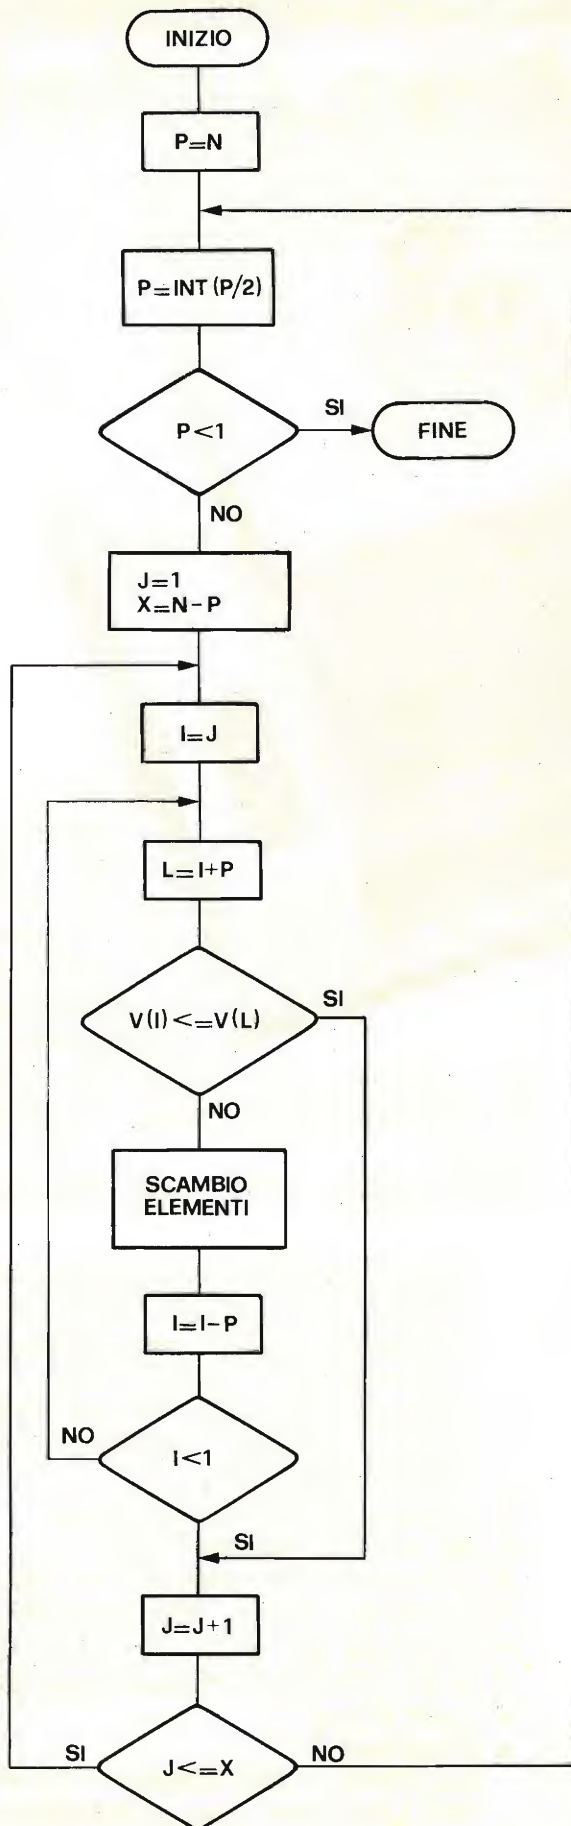 INIZIO
P=N
P=INT(P/2)
P<1
SI
FINE
NO
J=1
X=N-P
I=J
L=I+P
V(I)<=V(L)
SI
NO
SCAMBIO
ELEMENTI
I=I-P
NO
I<1
SI
J=J+1
SI
J<=X
NO